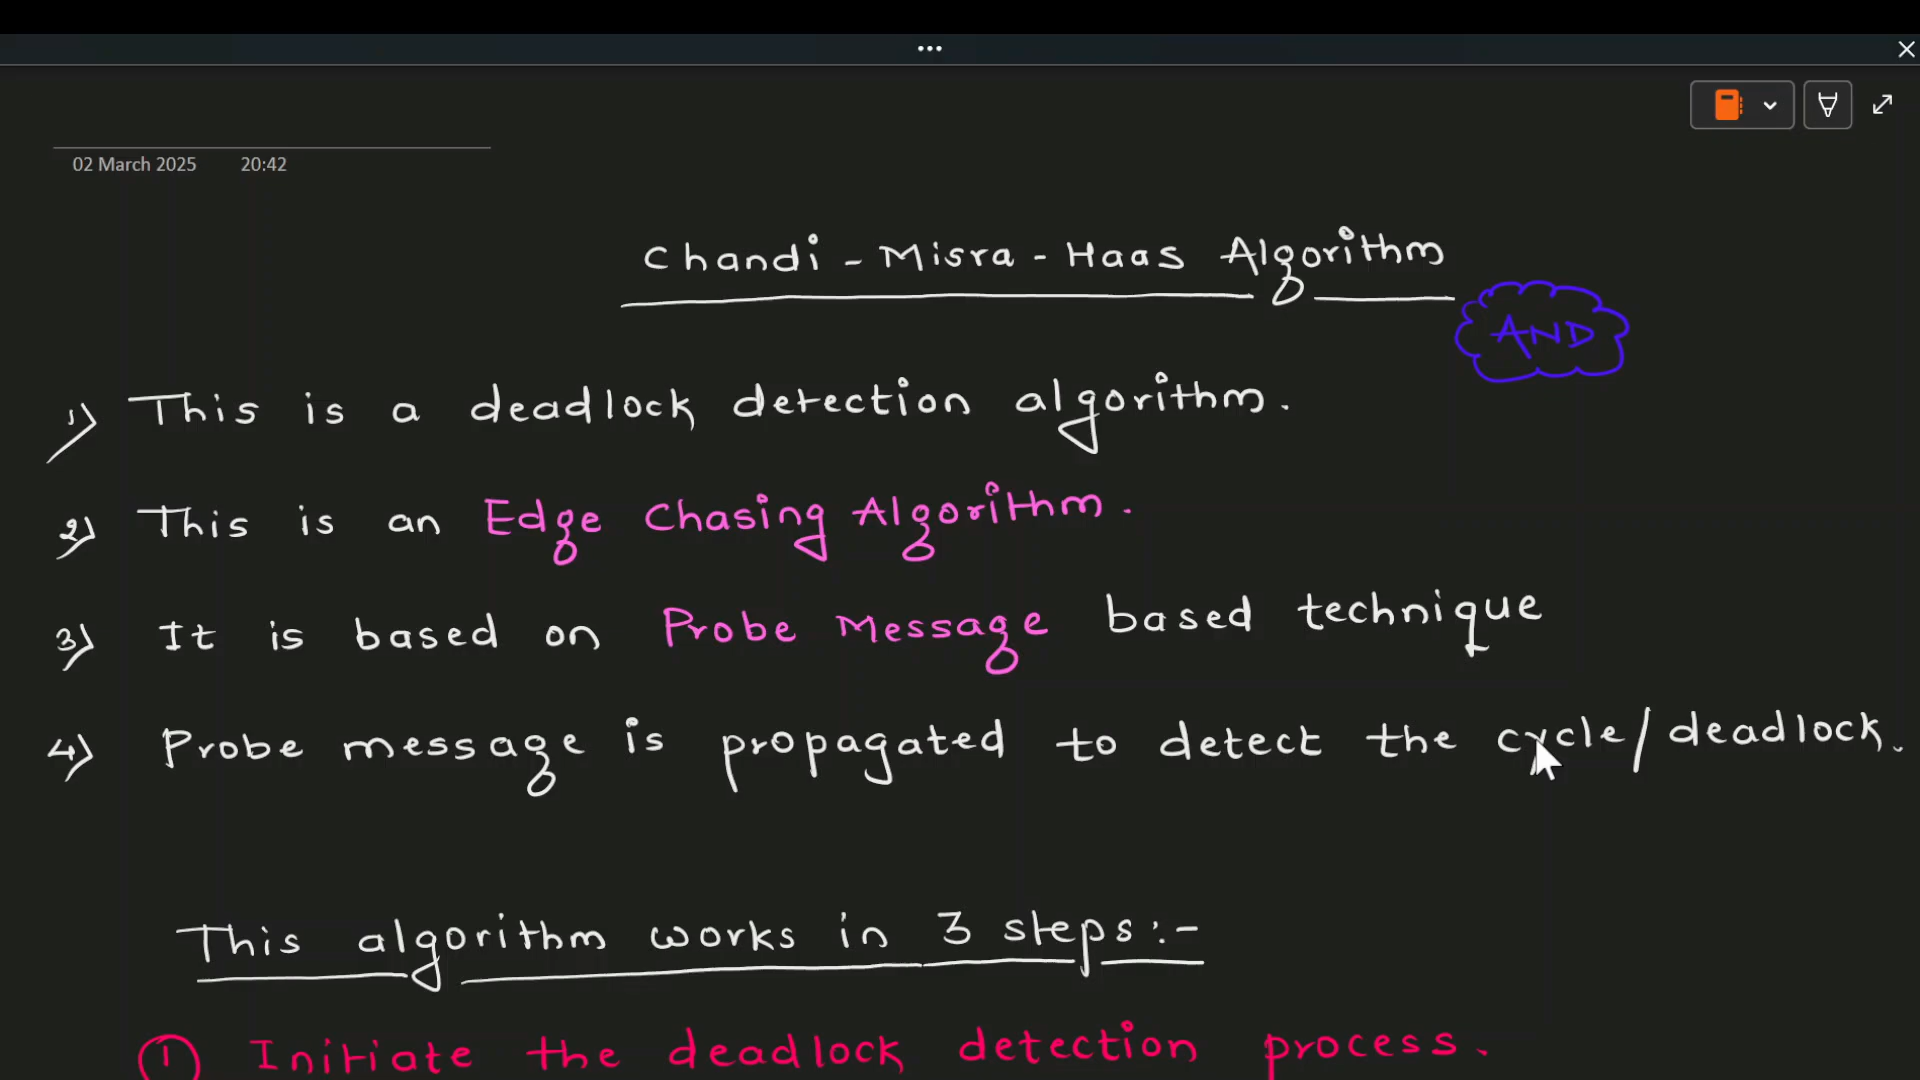 02 March 2025 20:42
Chandi - Misra - Haas Algorithm
AND
1) This is a deadlock detection algorithm.
2) This is an Edge Chasing Algorithm.
3) It is based on Probe Message based technique
4) Probe message is propagated to detect the cycle/deadlock.
This algorithm works in 3 steps:-
① Initiate the deadlock detection process.